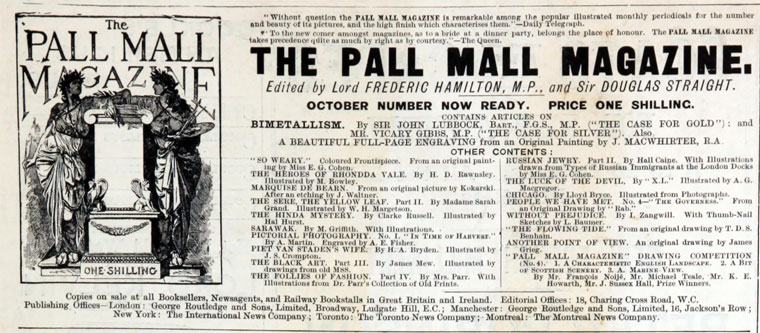 The
PALL MALL
MAGAZINE
ONE·SHILLING
"Without question the PALL MALL MAGAZINE is remarkable among the popular illustrated monthly periodicals for the number
and beauty of its pictures, and the high finish which characterises them."—Daily Telegraph.
"To the new comer amongst magazines, as to a bride at a dinner party, belongs the place of honour. The PALL MALL MAGAZINE
takes precedence quite as much by right as by courtesy."—The Queen.
THE PALL MALL MAGAZINE.
Edited by Lord FREDERIC HAMILTON, M.P., and Sir DOUGLAS STRAIGHT.
OCTOBER NUMBER NOW READY. PRICE ONE SHILLING.
CONTAINS ARTICLES ON
BIMETALLISM. By SIR JOHN LUBBOCK, BART., F.G.S., M.P. ("THE CASE FOR GOLD"): and
MR. VICARY GIBBS, M.P. ("THE CASE FOR SILVER"). Also,
A BEAUTIFUL FULL-PAGE ENGRAVING from an Original Painting by J. MACWHIRTER, R.A.
OTHER CONTENTS:
"SO WEARY." Coloured Frontispiece. From an original paint-
ing by Miss E. G. Cohen.
THE HEROES OF RHONDDA VALE. By H. D. Rawnsley.
Illustrated by M. Bowley.
MARQUISE DE BEARN. From an original picture by Kokarski.
After an etching by J. Waltner.
THE SERE, THE YELLOW LEAF. Part II. By Madame Sarah
Grand. Illustrated by W. H. Margetson.
THE HINDA MYSTERY. By Clarke Russell. Illustrated by
Hal Hurst.
SARAWAK. By M. Griffith. With Illustrations.
PICTORIAL PHOTOGRAPHY. No. 1, "IN TIME OF HARVEST."
By A. Martin. Engraved by A. E. Fisher.
PIET VAN STADEN'S WIFE. By H. A. Bryden. Illustrated by
J. S. Crompton.
THE BLACK ART. Part III. By James Mew. Illustrated by
drawings from old MSS.
THE FOLLIES OF FASHION. Part IV. By Mrs. Parr. With
Illustrations from Dr. Parr's Collection of Old Prints.
RUSSIAN JEWRY. Part II. By Hall Caine. With Illustrations
drawn from Types of Russian Immigrants at the London Docks
by Miss E. G. Cohen.
THE LUCK OF THE DEVIL. By "X.L." Illustrated by A. G.
Macgregor.
CHICAGO. By Lloyd Bryce. Illustrated from Photographs.
PEOPLE WE HAVE MET. No. 4—"THE GOVERNESS." From
an Original Drawing by "Rab."
WITHOUT PREJUDICE. By I. Zangwill. With Thumb-Nail
Sketches by L. Baumer.
"THE FLOWING TIDE." From an original drawing by T. D. S.
Benham.
ANOTHER POINT OF VIEW. An original drawing by James
Greig.
"PALL MALL MAGAZINE" DRAWING COMPETITION
(No. 4). 1. A CHARACTERISTIC ENGLISH LANDSCAPE. 2. A BIT
OF SCOTTISH SCENERY. 3. A MARINE VIEW.
By Mr. François Nolfé, Mr. Michael Teale, Mr. K. E.
Howarth, Mr. J. Sussex Hall, Prize Winners.
Copies on sale at all Booksellers, Newsagents, and Railway Bookstalls in Great Britain and Ireland. Editorial Offices: 18, Charing Cross Road, W.C.
Publishing Offices—London: George Routledge and Sons, Limited, Broadway, Ludgate Hill, E.C.; Manchester: George Routledge and Sons, Limited, 16, Jackson's Row;
New York: The International News Company; Toronto: The Toronto News Company; Montreal: The Montreal News Company.